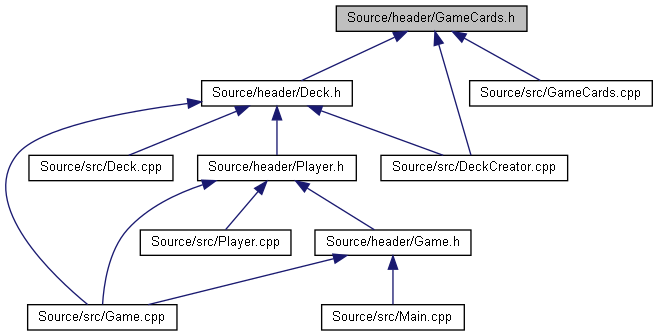 Source/header/GameCards.h
Source/header/Deck.h
Source/src/GameCards.cpp
Source/src/Deck.cpp
Source/header/Player.h
Source/src/DeckCreator.cpp
Source/src/Player.cpp
Source/header/Game.h
Source/src/Game.cpp
Source/src/Main.cpp